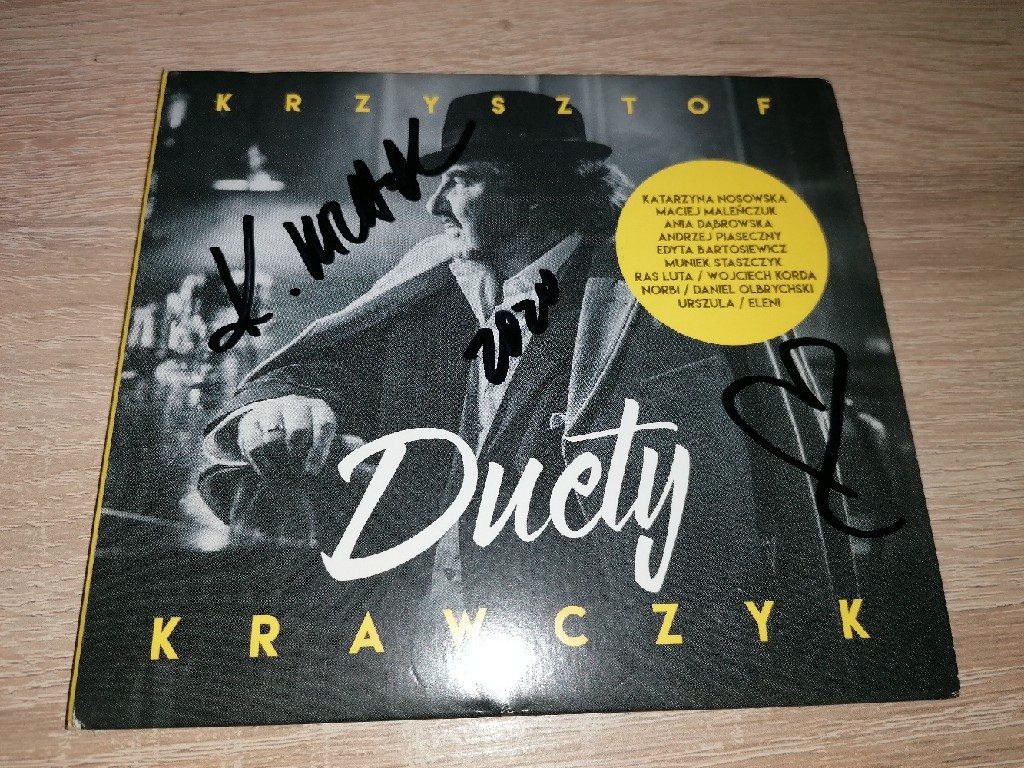 KRZYSZTOF
KATARZYNA NOSOWSKA
MACIEJ MALEŃCZUK
ANIA DĄBROWSKA
ANDRZEJ PIASECZNY
EDYTA BARTOSIEWICZ
MUNIEK STASZCZYK
RAS LUTA / WOJCIECH KORDA
NORBI / DANIEL OLBRYCHSKI
URSZULA / ELENI
K.
2020
Duety
KRAWCZYK